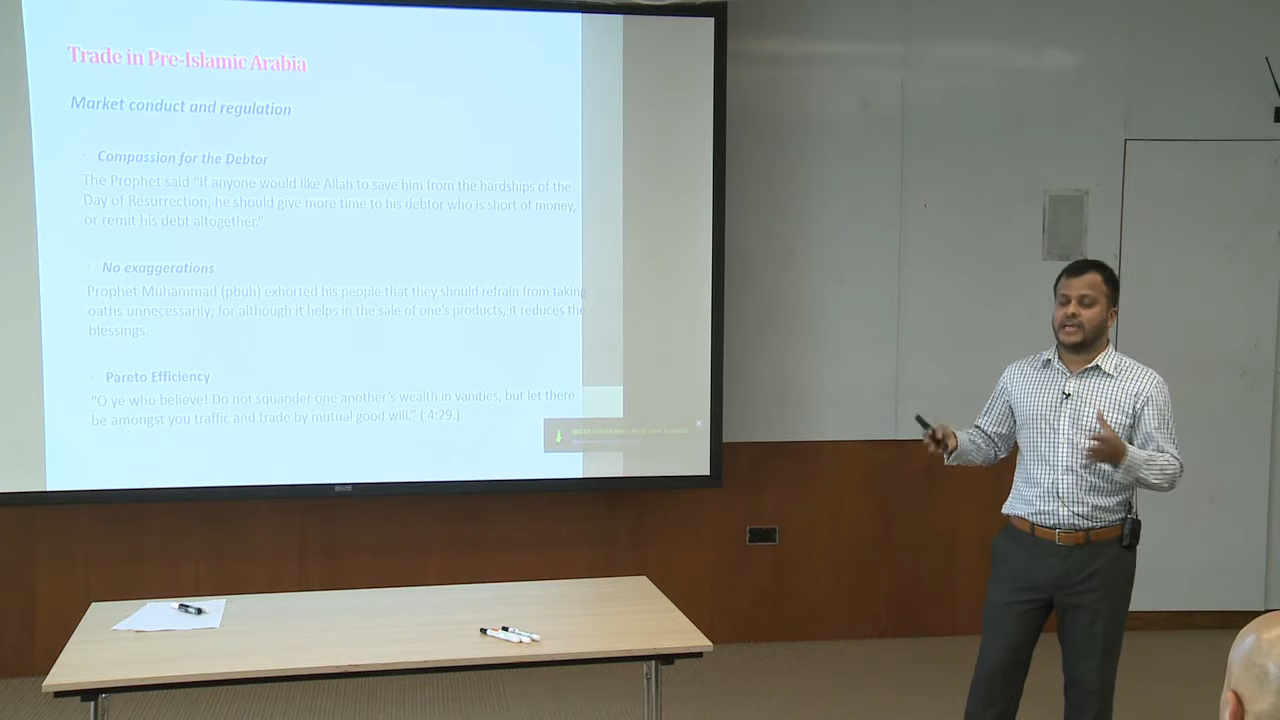 Trade in Pre-Islamic Arabia
Market conduct and regulation
· Compassion for the Debtor
The Prophet said "If anyone would like Allah to save him from the hardships of the
Day of Resurrection, he should give more time to his debtor who is short of money,
or remit his debt altogether."
· No exaggerations
Prophet Muhammad (pbuh) exhorted his people that they should refrain from taking
oaths unnecessarily; for although it helps in the sale of one's products, it reduces the
blessings.
· Pareto Efficiency
"O ye who believe! Do not squander one another's wealth in vanities, but let there
be amongst you traffic and trade by mutual good will." ( 4:29.)